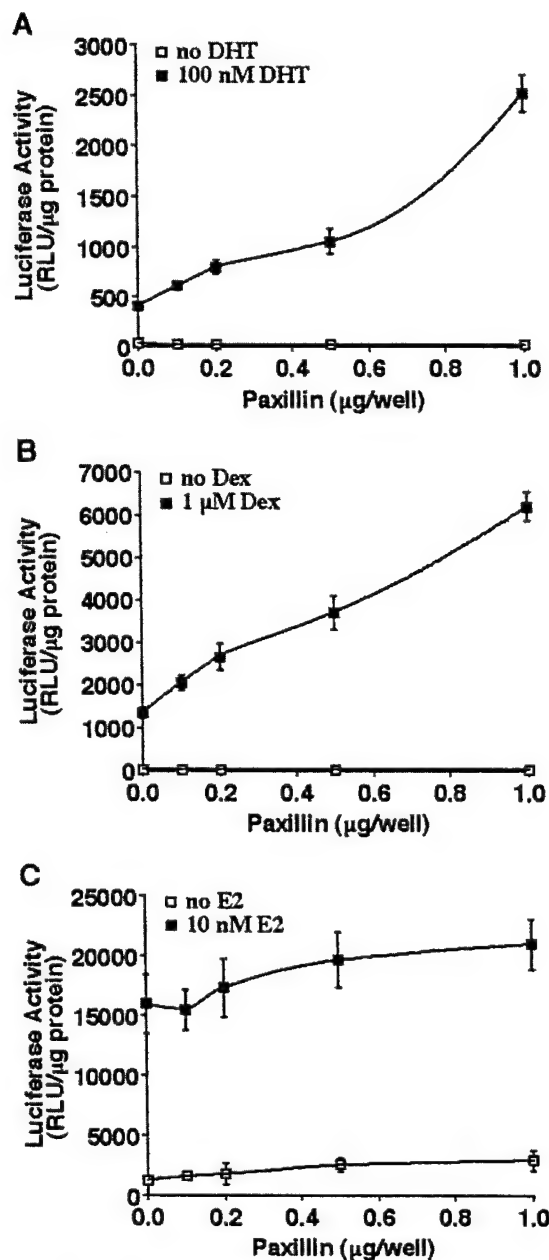 A
no DHT
100 nM DHT
Luciferase Activity
(RLU/µg protein)
3000
2500
2000
1500
1000
500
0
0.0 0.2 0.4 0.6 0.8 1.0
Paxillin (µg/well)
B
no Dex
1 µM Dex
Luciferase Activity
(RLU/µg protein)
7000
6000
5000
4000
3000
2000
1000
0
0.0 0.2 0.4 0.6 0.8 1.0
Paxillin (µg/well)
C
no E2
10 nM E2
Luciferase Activity
(RLU/µg protein)
25000
20000
15000
10000
5000
0
0.0 0.2 0.4 0.6 0.8 1.0
Paxillin (µg/well)